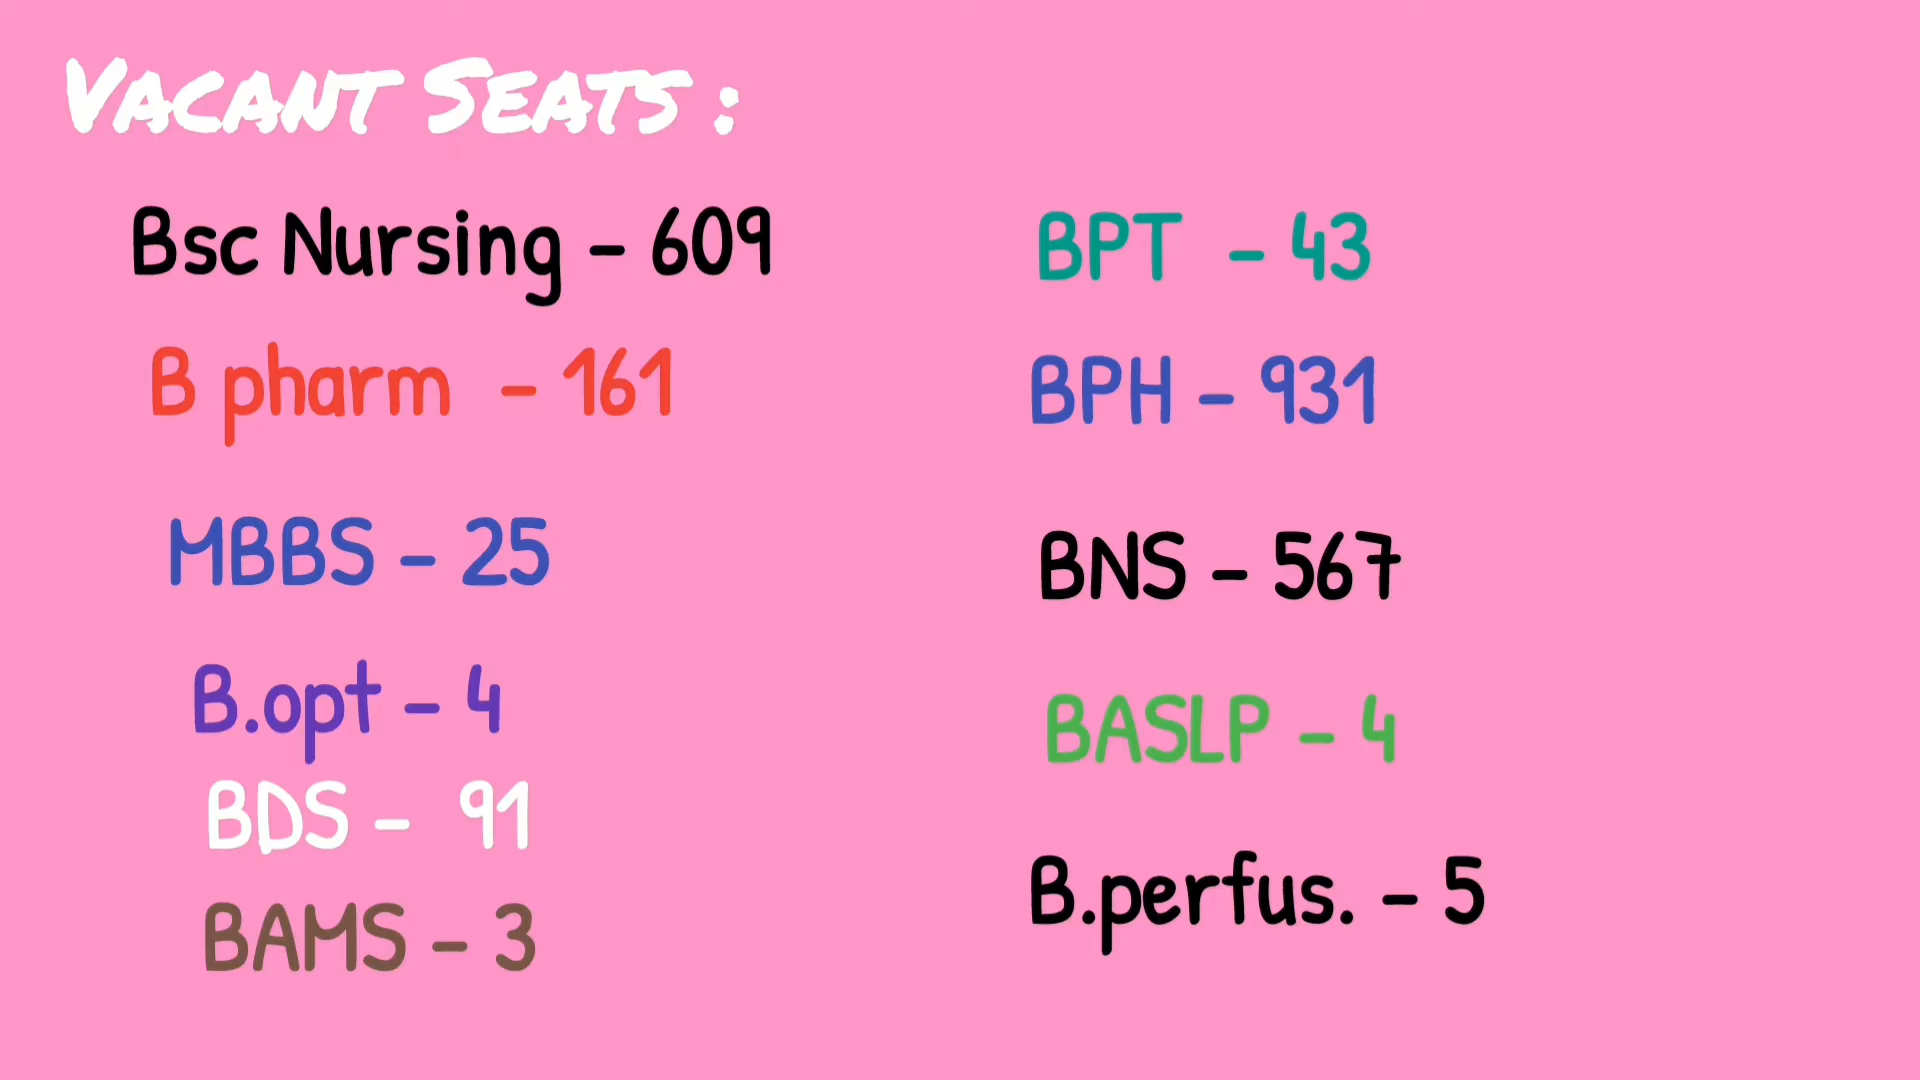 Vacant Seats :
Bsc Nursing - 609
B pharm - 161
MBBS - 25
B.opt - 4
BDS - 91
BAMS - 3
BPT - 43
BPH - 931
BNS - 567
BASLP - 4
B.perfus. - 5